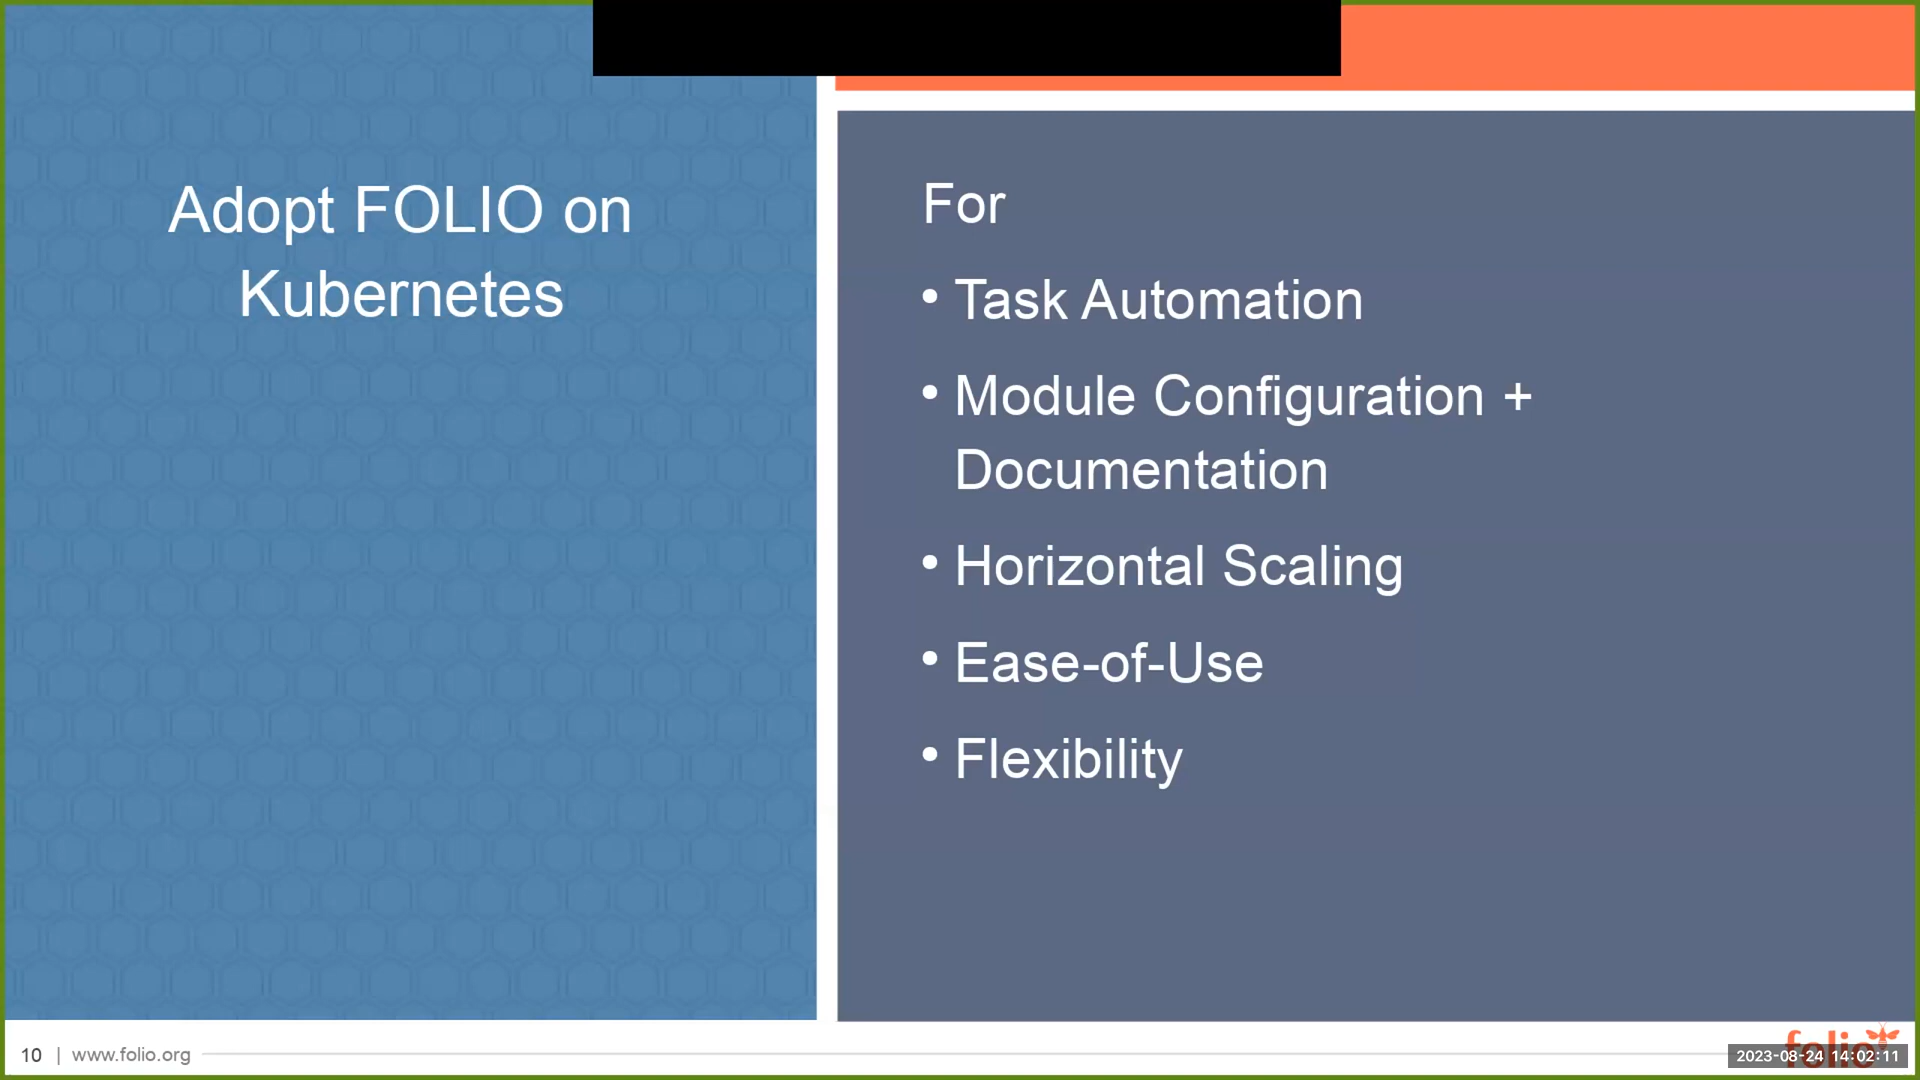 Adopt FOLIO on
Kubernetes
For
• Task Automation
• Module Configuration +
Documentation
• Horizontal Scaling
• Ease-of-Use
• Flexibility
10 | www.folio.org
folio
2023-08-24 14:02:11